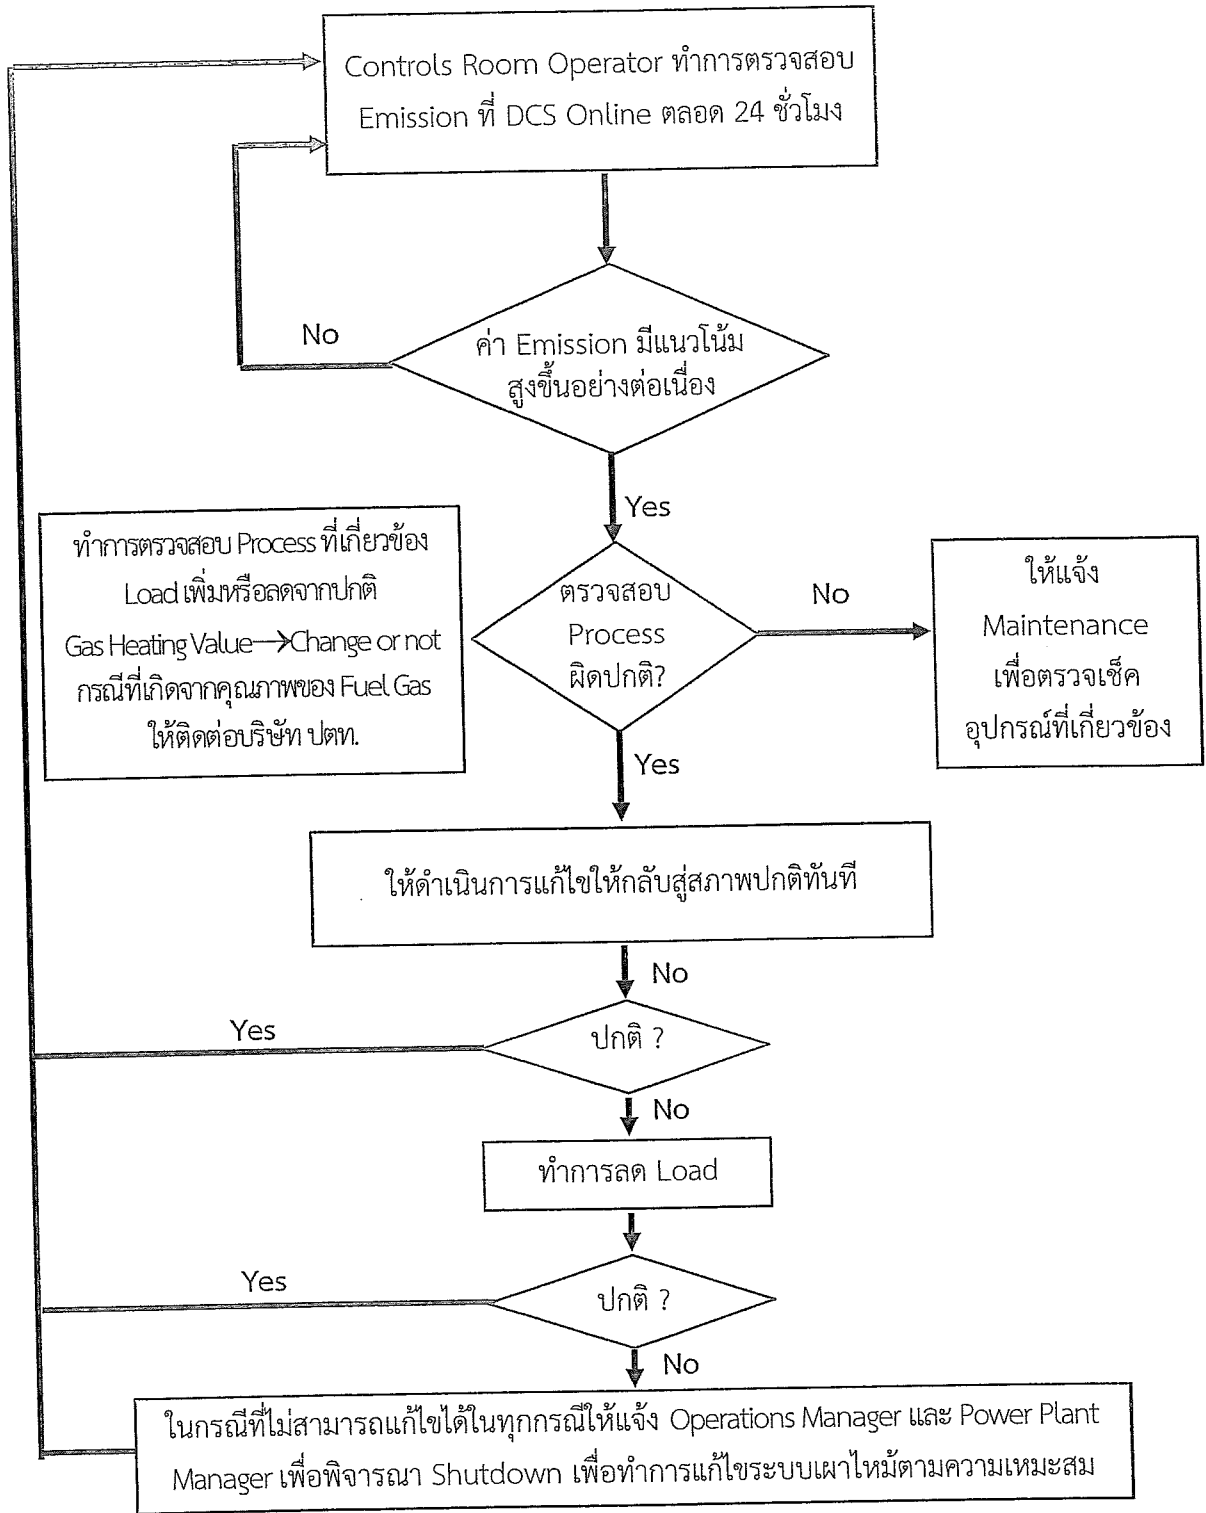 Controls Room Operator ทำการตรวจสอบ
Emission ที่ DCS Online ตลอด 24 ชั่วโมง
No
ค่า Emission มีแนวโน้ม
สูงขึ้นอย่างต่อเนื่อง
Yes
ทำการตรวจสอบ Process ที่เกี่ยวข้อง
Load เพิ่มหรือลดจากปกติ
Gas Heating Value→Change or not
กรณีที่เกิดจากคุณภาพของ Fuel Gas
ให้ติดต่อบริษัท ปตท.
ตรวจสอบ
Process
ผิดปกติ?
No
ให้แจ้ง
Maintenance
เพื่อตรวจเช็ค
อุปกรณ์ที่เกี่ยวข้อง
Yes
ให้ดำเนินการแก้ไขให้กลับสู่สภาพปกติทันที
No
Yes
ปกติ ?
No
ทำการลด Load
Yes
ปกติ ?
No
ในกรณีที่ไม่สามารถแก้ไขได้ในทุกกรณีให้แจ้ง Operations Manager และ Power Plant
Manager เพื่อพิจารณา Shutdown เพื่อทำการแก้ไขระบบเผาไหม้ตามความเหมาะสม